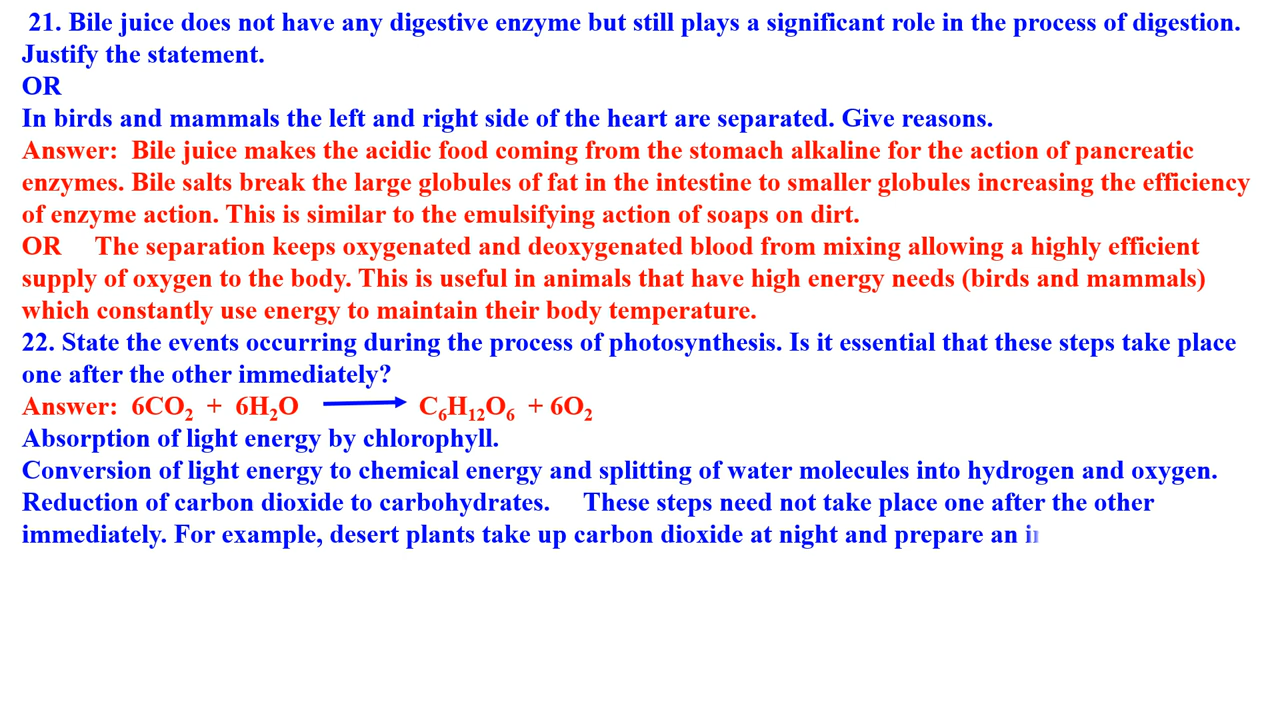 21. Bile juice does not have any digestive enzyme but still plays a significant role in the process of digestion.
Justify the statement.
OR
In birds and mammals the left and right side of the heart are separated. Give reasons.
Answer: Bile juice makes the acidic food coming from the stomach alkaline for the action of pancreatic
enzymes. Bile salts break the large globules of fat in the intestine to smaller globules increasing the efficiency
of enzyme action. This is similar to the emulsifying action of soaps on dirt.
OR The separation keeps oxygenated and deoxygenated blood from mixing allowing a highly efficient
supply of oxygen to the body. This is useful in animals that have high energy needs (birds and mammals)
which constantly use energy to maintain their body temperature.
22. State the events occurring during the process of photosynthesis. Is it essential that these steps take place
one after the other immediately?
Answer: 6CO₂ + 6H₂O ⟶ C₆H₁₂O₆ + 6O₂
Absorption of light energy by chlorophyll.
Conversion of light energy to chemical energy and splitting of water molecules into hydrogen and oxygen.
Reduction of carbon dioxide to carbohydrates. These steps need not take place one after the other
immediately. For example, desert plants take up carbon dioxide at night and prepare an